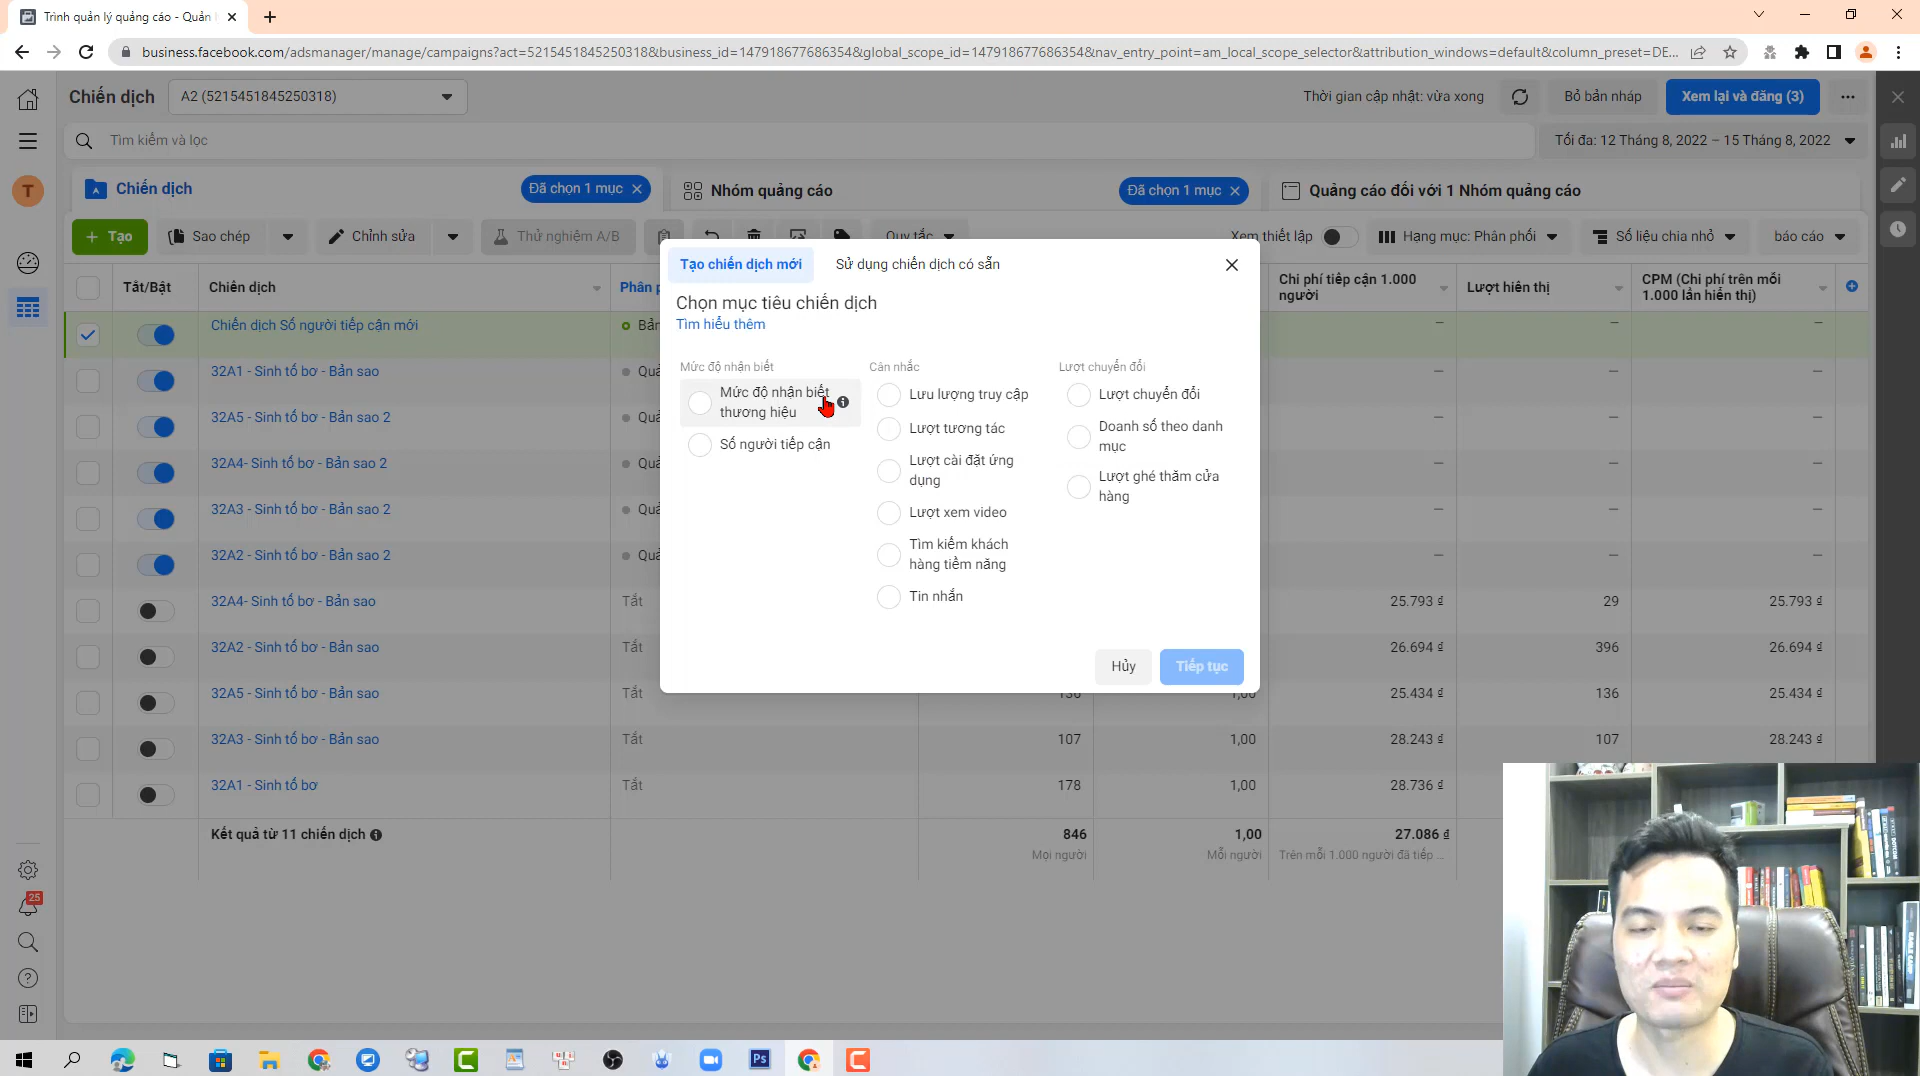 Trình quản lý quảng cáo - Quản
business.facebook.com/adsmanager/manage/campaigns?act=5215451845250318&business_id=147918677686354&global_scope_id=147918677686354&nav_entry_point=am_local_scope_selector&attribution_windows=default&column_preset=DE...
Chiến dịch
A2 (5215451845250318)
Thời gian cập nhật: vừa xong
Bỏ bản nháp
Xem lại và đăng (3)
Tìm kiếm và lọc
Tối đa: 12 Tháng 8, 2022 – 15 Tháng 8, 2022
T
Chiến dịch
Đã chọn 1 mục
Nhóm quảng cáo
Đã chọn 1 mục
Quảng cáo đối với 1 Nhóm quảng cáo
+ Tạo
Sao chép
Chỉnh sửa
Thử nghiệm A/B
Quy tắc
Xem thiết lập
Hạng mục: Phân phối
Số liệu chia nhỏ
báo cáo
Tắt/Bật
Chiến dịch
Phân p
Chi phí tiếp cận 1.000 người
Lượt hiển thị
CPM (Chi phí trên mỗi 1.000 lần hiển thị)
Chiến dịch Số người tiếp cận mới
Bản
—
—
—
32A1 - Sinh tố bơ - Bản sao
Quả
—
—
—
32A5 - Sinh tố bơ - Bản sao 2
Quả
—
—
—
32A4- Sinh tố bơ - Bản sao 2
Quả
—
—
—
32A3 - Sinh tố bơ - Bản sao 2
Quả
—
—
—
32A2 - Sinh tố bơ - Bản sao 2
Quả
—
—
—
32A4- Sinh tố bơ - Bản sao
Tắt
25.793 ₫
29
25.793 ₫
32A2 - Sinh tố bơ - Bản sao
Tắt
26.694 ₫
396
26.694 ₫
32A5 - Sinh tố bơ - Bản sao
Tắt
136
1,00
25.434 ₫
136
25.434 ₫
32A3 - Sinh tố bơ - Bản sao
Tắt
107
1,00
28.243 ₫
107
28.243 ₫
32A1 - Sinh tố bơ
Tắt
178
1,00
28.736 ₫
Kết quả từ 11 chiến dịch
846
1,00
27.086 ₫
Mọi người
Mỗi người
Trên mỗi 1.000 người đã tiếp ...
Tạo chiến dịch mới
Sử dụng chiến dịch có sẵn
Chọn mục tiêu chiến dịch
Tìm hiểu thêm
Mức độ nhận biết
Mức độ nhận biết
thương hiệu
Số người tiếp cận
Cân nhắc
Lưu lượng truy cập
Lượt tương tác
Lượt cài đặt ứng
dụng
Lượt xem video
Tìm kiếm khách
hàng tiềm năng
Tin nhắn
Lượt chuyển đổi
Lượt chuyển đổi
Doanh số theo danh
mục
Lượt ghé thăm cửa
hàng
Hủy
Tiếp tục
25
Ps